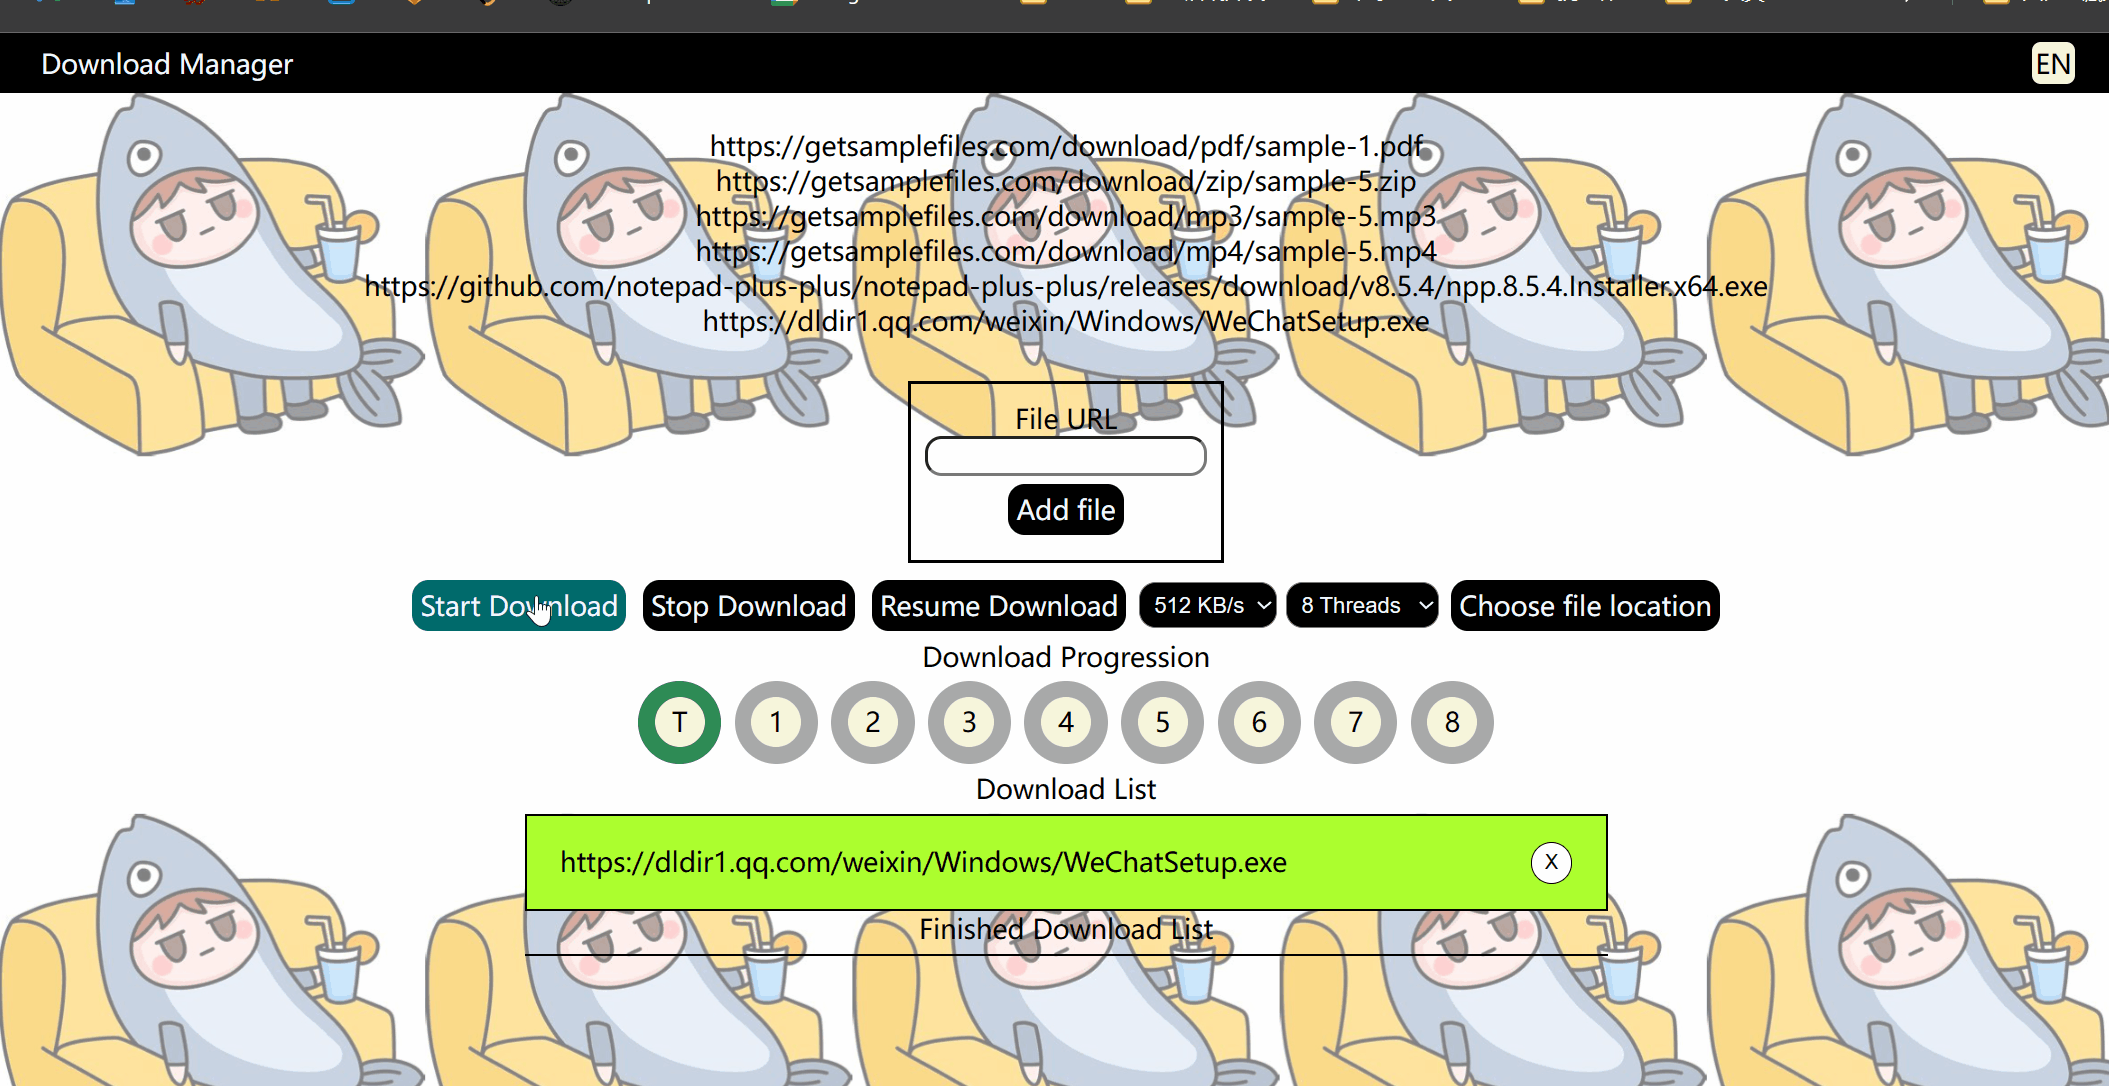 Download Manager
EN
https://getsamplefiles.com/download/pdf/sample-1.pdf
https://getsamplefiles.com/download/zip/sample-5.zip
https://getsamplefiles.com/download/mp3/sample-5.mp3
https://getsamplefiles.com/download/mp4/sample-5.mp4
https://github.com/notepad-plus-plus/notepad-plus-plus/releases/download/v8.5.4/npp.8.5.4.Installer.x64.exe
https://dldir1.qq.com/weixin/Windows/WeChatSetup.exe
File URL
Add file
Start Download Stop Download Resume Download 512 KB/s 8 Threads Choose file location
Download Progression
T 1 2 3 4 5 6 7 8
Download List
https://dldir1.qq.com/weixin/Windows/WeChatSetup.exe X
Finished Download List